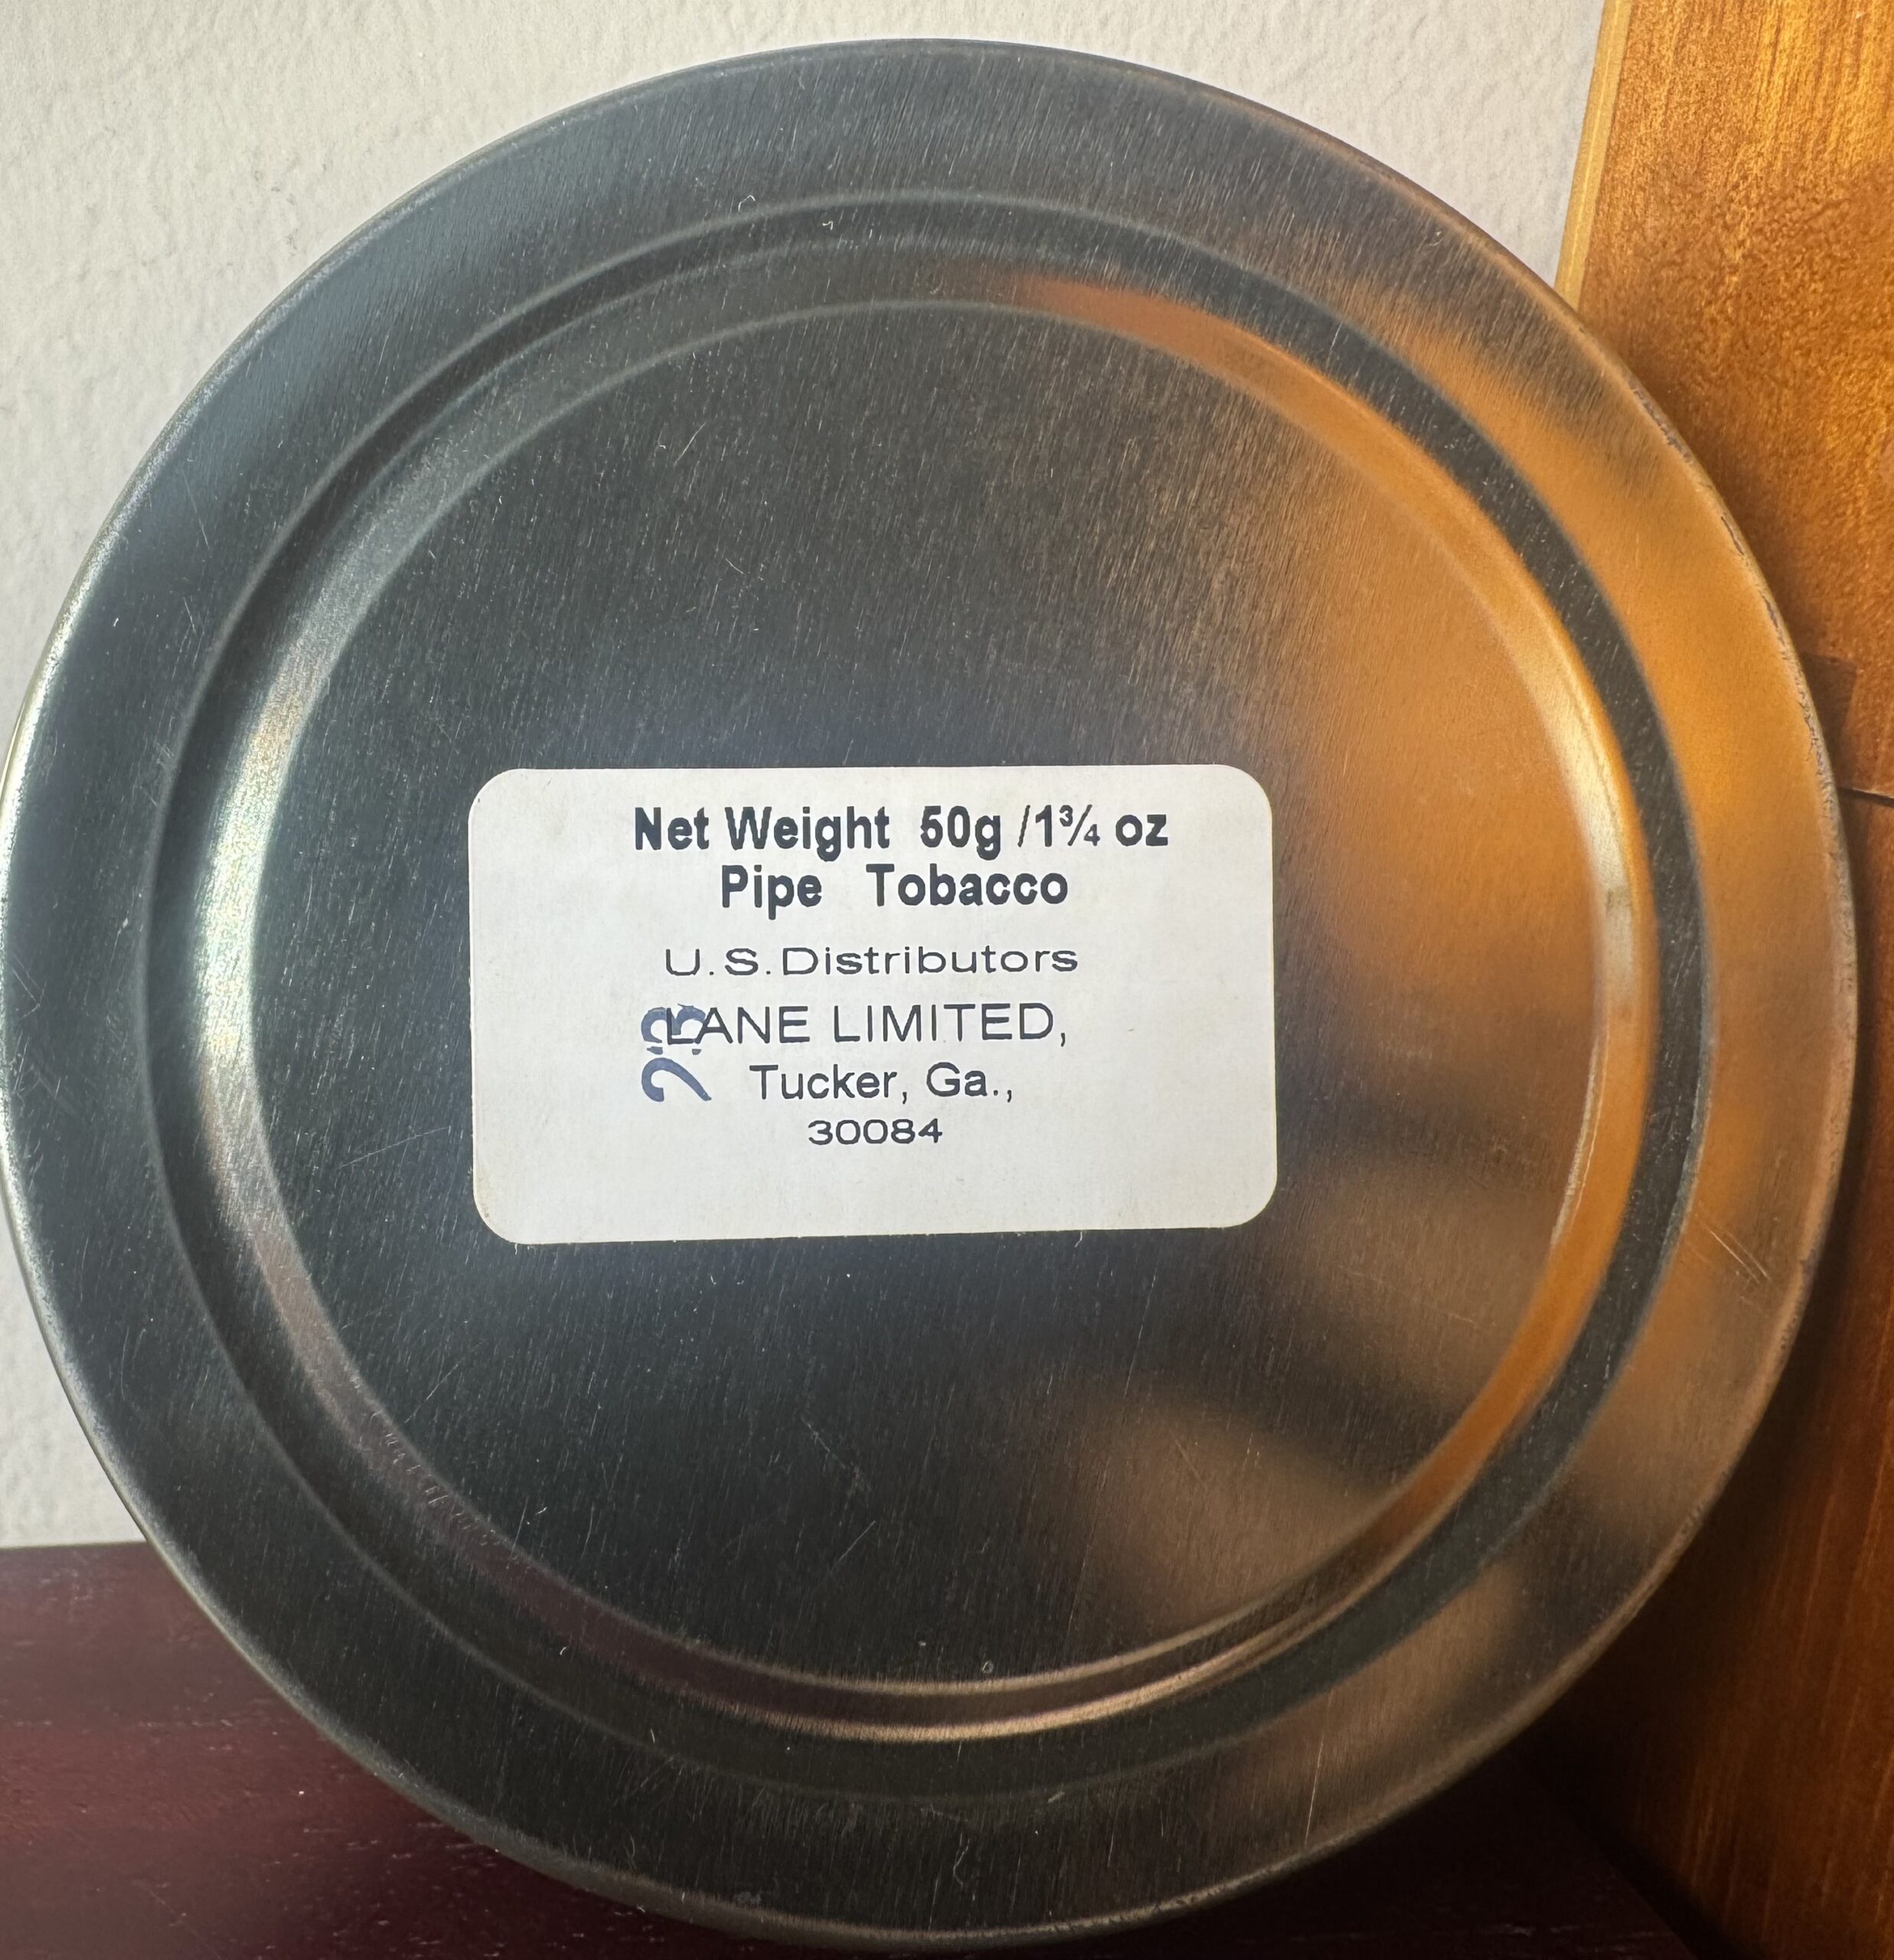 Net Weight 50g /1¾ oz
Pipe Tobacco
U.S. Distributors
LANE LIMITED,
Tucker, Ga.,
30084